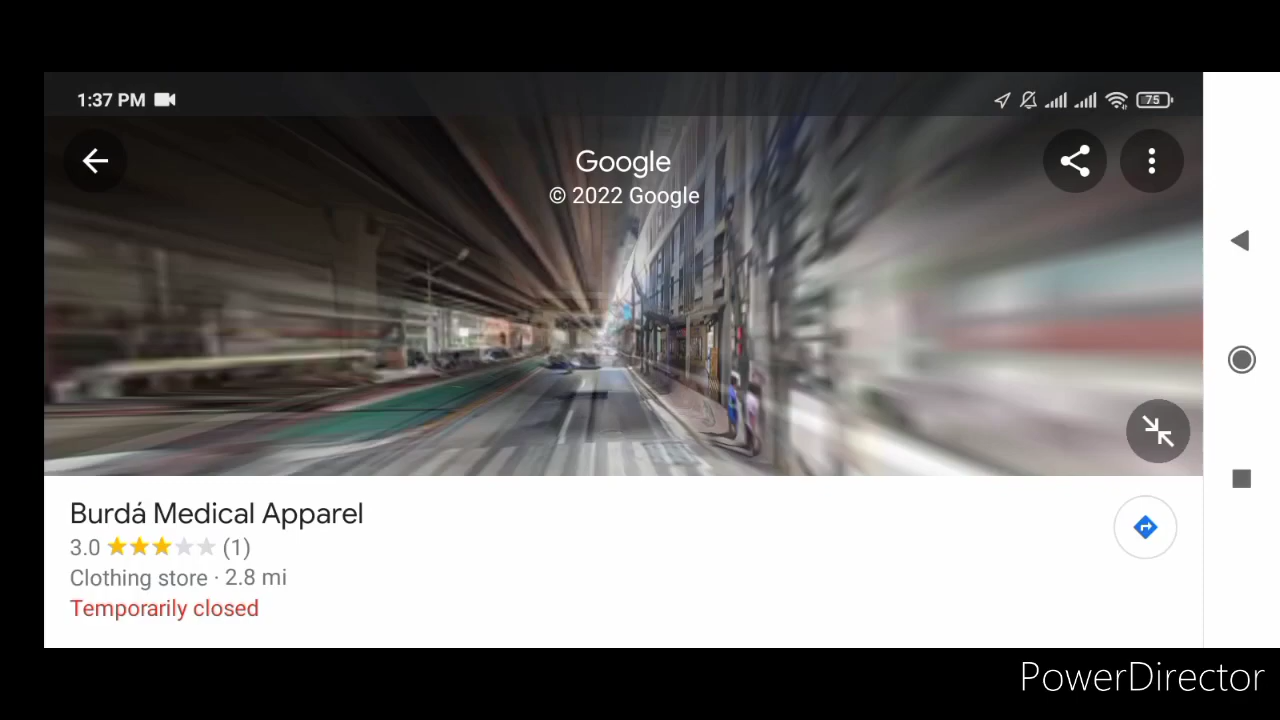 1:37 PM
75
Google
© 2022 Google
Burdá Medical Apparel
3.0 (1)
Clothing store · 2.8 mi
Temporarily closed
PowerDirector